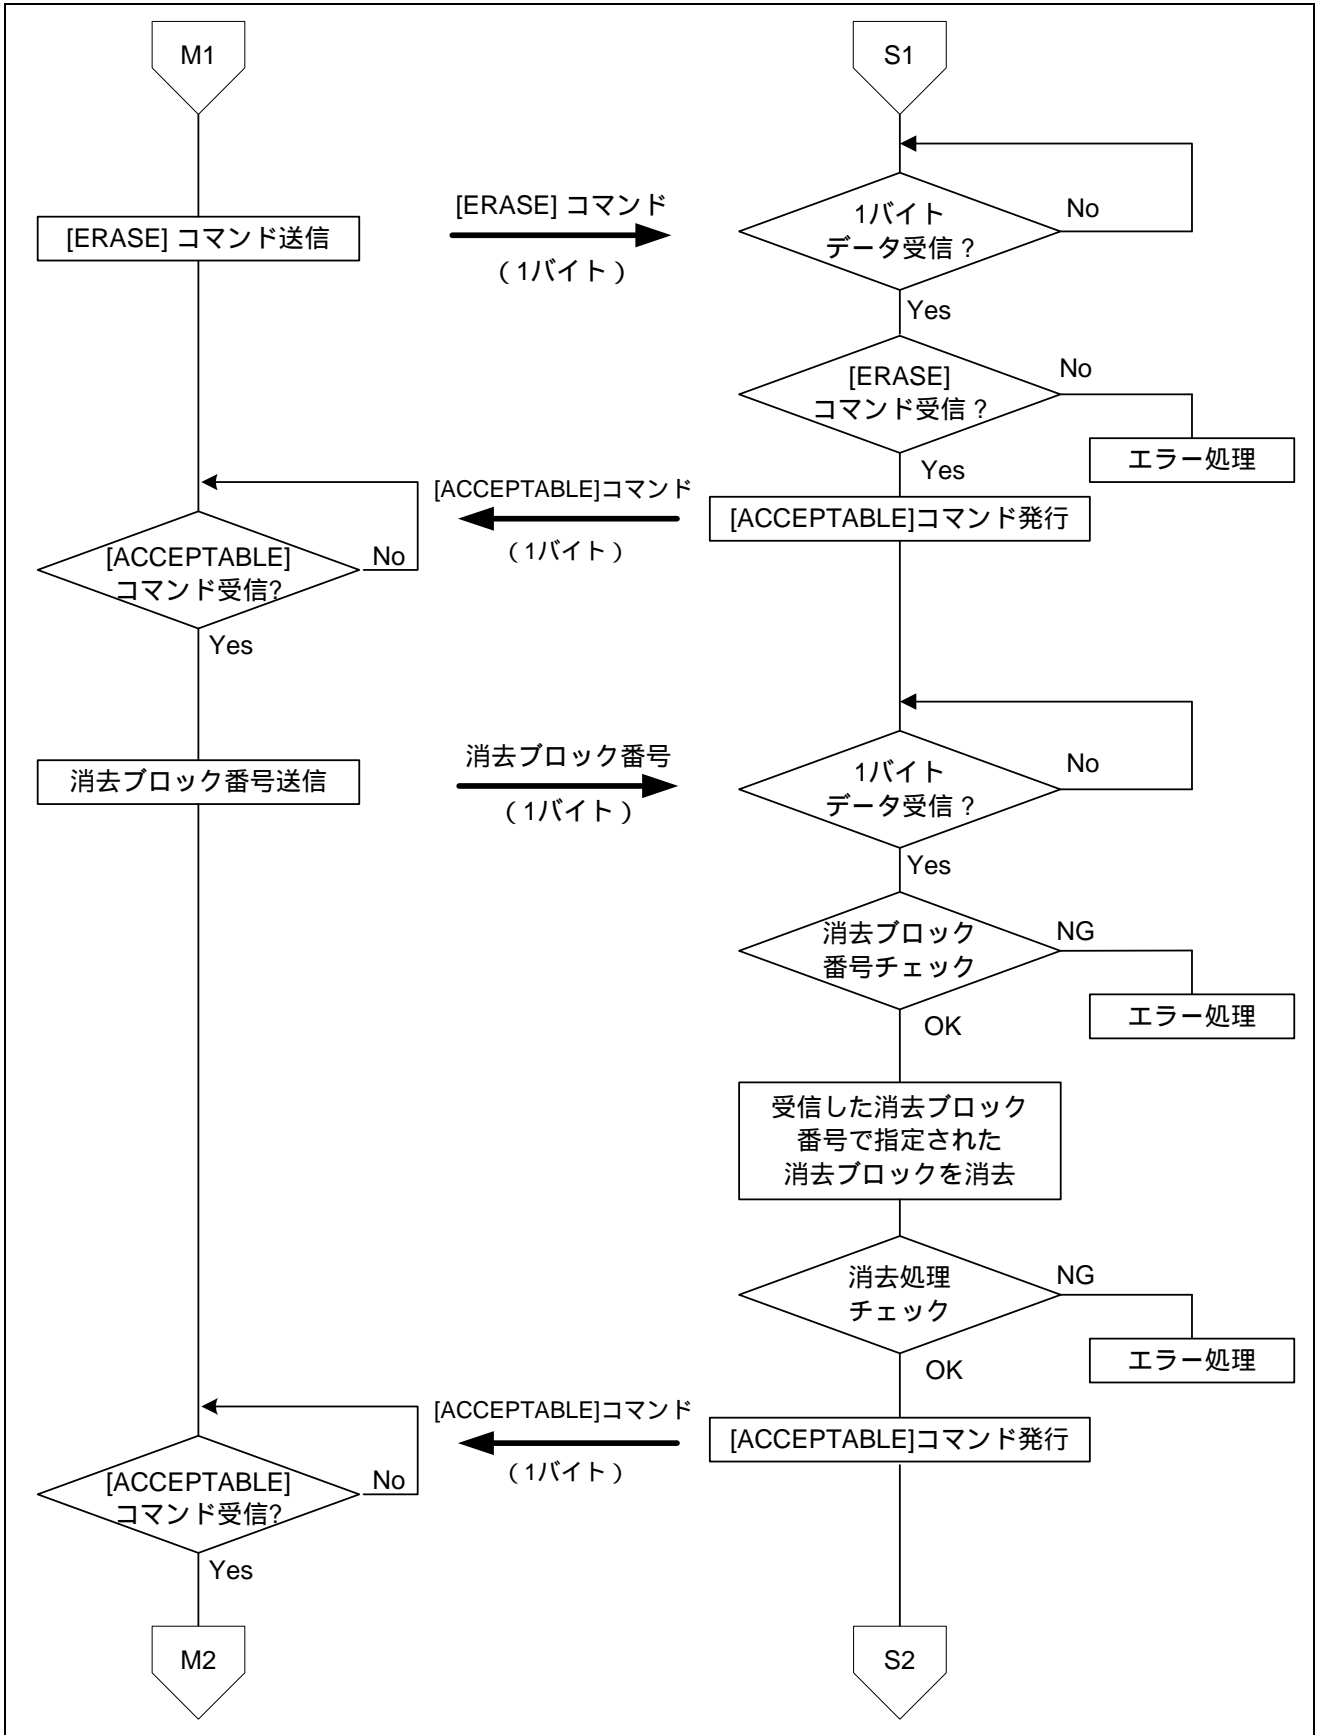 M1
S1
[ERASE] コマンド送信
[ERASE] コマンド
（1バイト）
1バイト
データ受信？
No
Yes
[ERASE]
コマンド受信？
No
エラー処理
Yes
[ACCEPTABLE]コマンド発行
[ACCEPTABLE]コマンド
（1バイト）
[ACCEPTABLE]
コマンド受信?
No
Yes
消去ブロック番号送信
消去ブロック番号
（1バイト）
1バイト
データ受信？
No
Yes
消去ブロック
番号チェック
NG
エラー処理
OK
受信した消去ブロック
番号で指定された
消去ブロックを消去
消去処理
チェック
NG
エラー処理
OK
[ACCEPTABLE]コマンド発行
[ACCEPTABLE]コマンド
（1バイト）
[ACCEPTABLE]
コマンド受信?
No
Yes
M2
S2